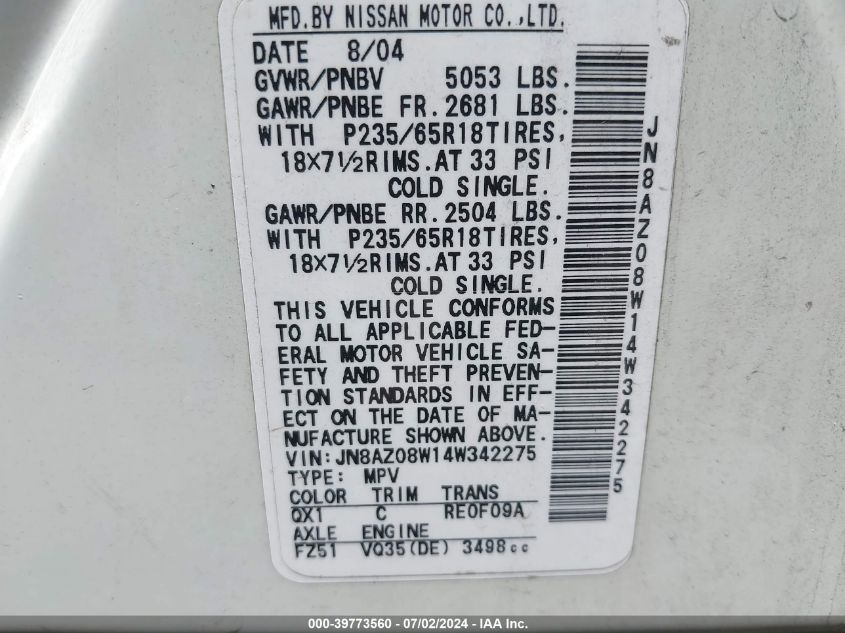 MFD.BY NISSAN MOTOR CO.,LTD.
DATE 8/04
GVWR/PNBV 5053 LBS.
GAWR/PNBE FR.2681 LBS.
WITH P235/65R18TIRES,
18X7½RIMS.AT 33 PSI
COLD SINGLE.
GAWR/PNBE RR.2504 LBS.
WITH P235/65R18TIRES,
18X7½RIMS.AT 33 PSI
COLD SINGLE.
THIS VEHICLE CONFORMS
TO ALL APPLICABLE FED-
ERAL MOTOR VEHICLE SA-
FETY AND THEFT PREVEN-
TION STANDARDS IN EFF-
ECT ON THE DATE OF MA-
NUFACTURE SHOWN ABOVE.
VIN:JN8AZ08W14W342275
TYPE: MPV
COLOR TRIM TRANS
QX1 C RE0F09A
AXLE ENGINE
FZ51 VQ35(DE) 3498cc
JN8AZ08W14W342275
000-39773560 - 07/02/2024 - IAA Inc.